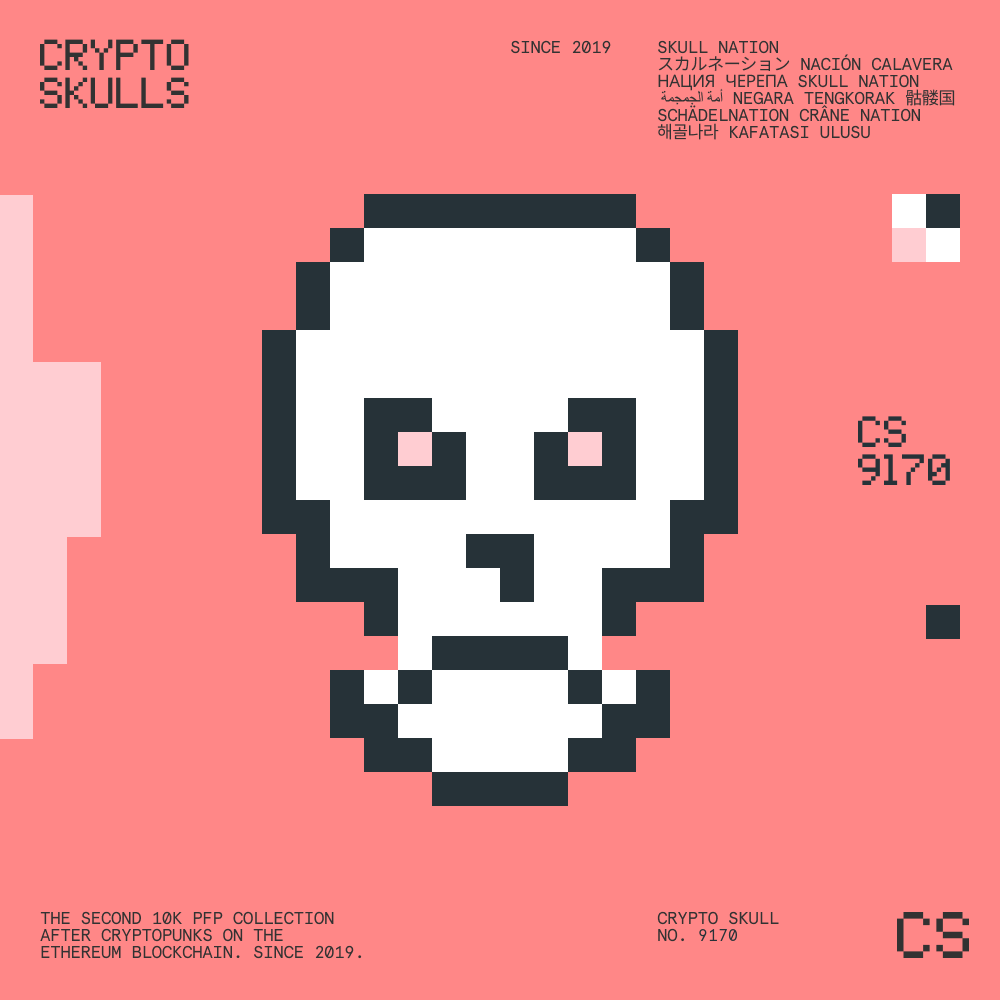 CRYPTO
SKULLS
SINCE 2019
SKULL NATION
スカルネーション NACIÓN CALAVERA
НАЦИЯ ЧЕРЕПА SKULL NATION
أمة الجمجمة NEGARA TENGKORAK 骷髅国
SCHÄDELNATION CRÂNE NATION
해골나라 KAFATASI ULUSU
CS
9170
THE SECOND 10K PFP COLLECTION
AFTER CRYPTOPUNKS ON THE
ETHEREUM BLOCKCHAIN. SINCE 2019.
CRYPTO SKULL
NO. 9170
CS